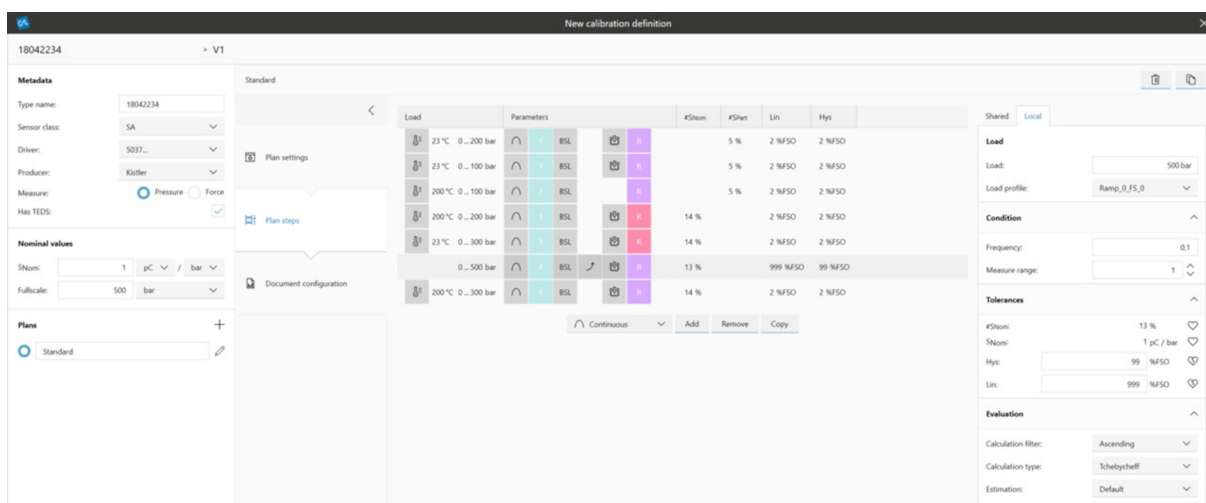 New calibration definition
18042234 > V1
Metadata
Type name: 18042234
Sensor class: SA
Driver: 5037...
Producer: Kistler
Measure: Pressure Force
Has TEDS:
Nominal values
SNom: 1 pC / bar
Fullscale: 500 bar
Plans
Standard
Standard
Plan settings
Plan steps
Document configuration
Load Parameters #SNom #SPart Lin Hys
23 °C 0 ... 200 bar BSL R 5 % 2 %FSO 2 %FSO
23 °C 0 ... 100 bar BSL R 5 % 2 %FSO 2 %FSO
200 °C 0 ... 100 bar BSL R 5 % 2 %FSO 2 %FSO
200 °C 0 ... 200 bar BSL R 14 % 2 %FSO 2 %FSO
23 °C 0 ... 300 bar BSL R 14 % 2 %FSO 2 %FSO
0 ... 500 bar BSL R 13 % 999 %FSO 99 %FSO
200 °C 0 ... 300 bar BSL R 14 % 2 %FSO 2 %FSO
Continuous Add Remove Copy
Shared Local
Load
Load: 500 bar
Load profile: Ramp_0_FS_0
Condition
Frequency: 0,1
Measure range: 1
Tolerances
#SNom: 13 %
SNom: 1 pC / bar
Hys: 99 %FSO
Lin: 999 %FSO
Evaluation
Calculation filter: Ascending
Calculation type: Tchebycheff
Estimation: Default